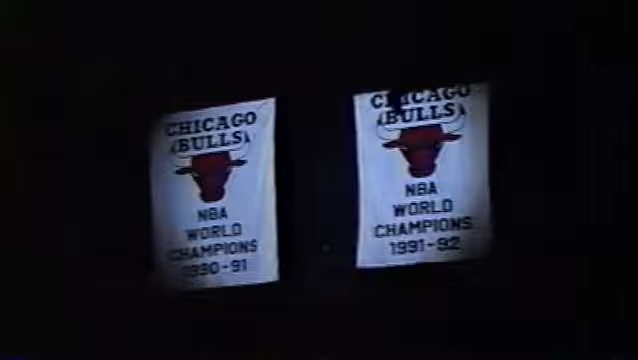 CHICAGO
BULLS
NBA
WORLD
CHAMPIONS
1990-91
CHICAGO
BULLS
NBA
WORLD
CHAMPIONS
1991-92